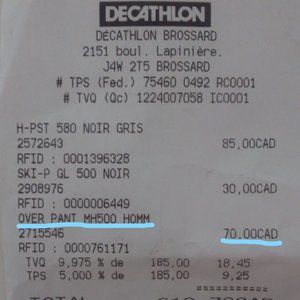 DECATHLON
DÉCATHLON BROSSARD
2151 boul. Lapinière.
J4W 2T5 BROSSARD
# TPS (Fed.) 75460 0492 RC0001
# TVQ (Qc) 1224007058 IC0001
H-PST 580 NOIR GRIS
2572643 85,00CAD
RFID : 0001396328
SKI-P GL 500 NOIR
2908976 30,00CAD
RFID : 0000006449
OVER PANT MH500 HOMM
2715546 70,00CAD
RFID : 0000761171
TVQ 9,975 % de 185,00 18,45
TPS 5,000 % de 185,00 9,25
===========
TOTAL